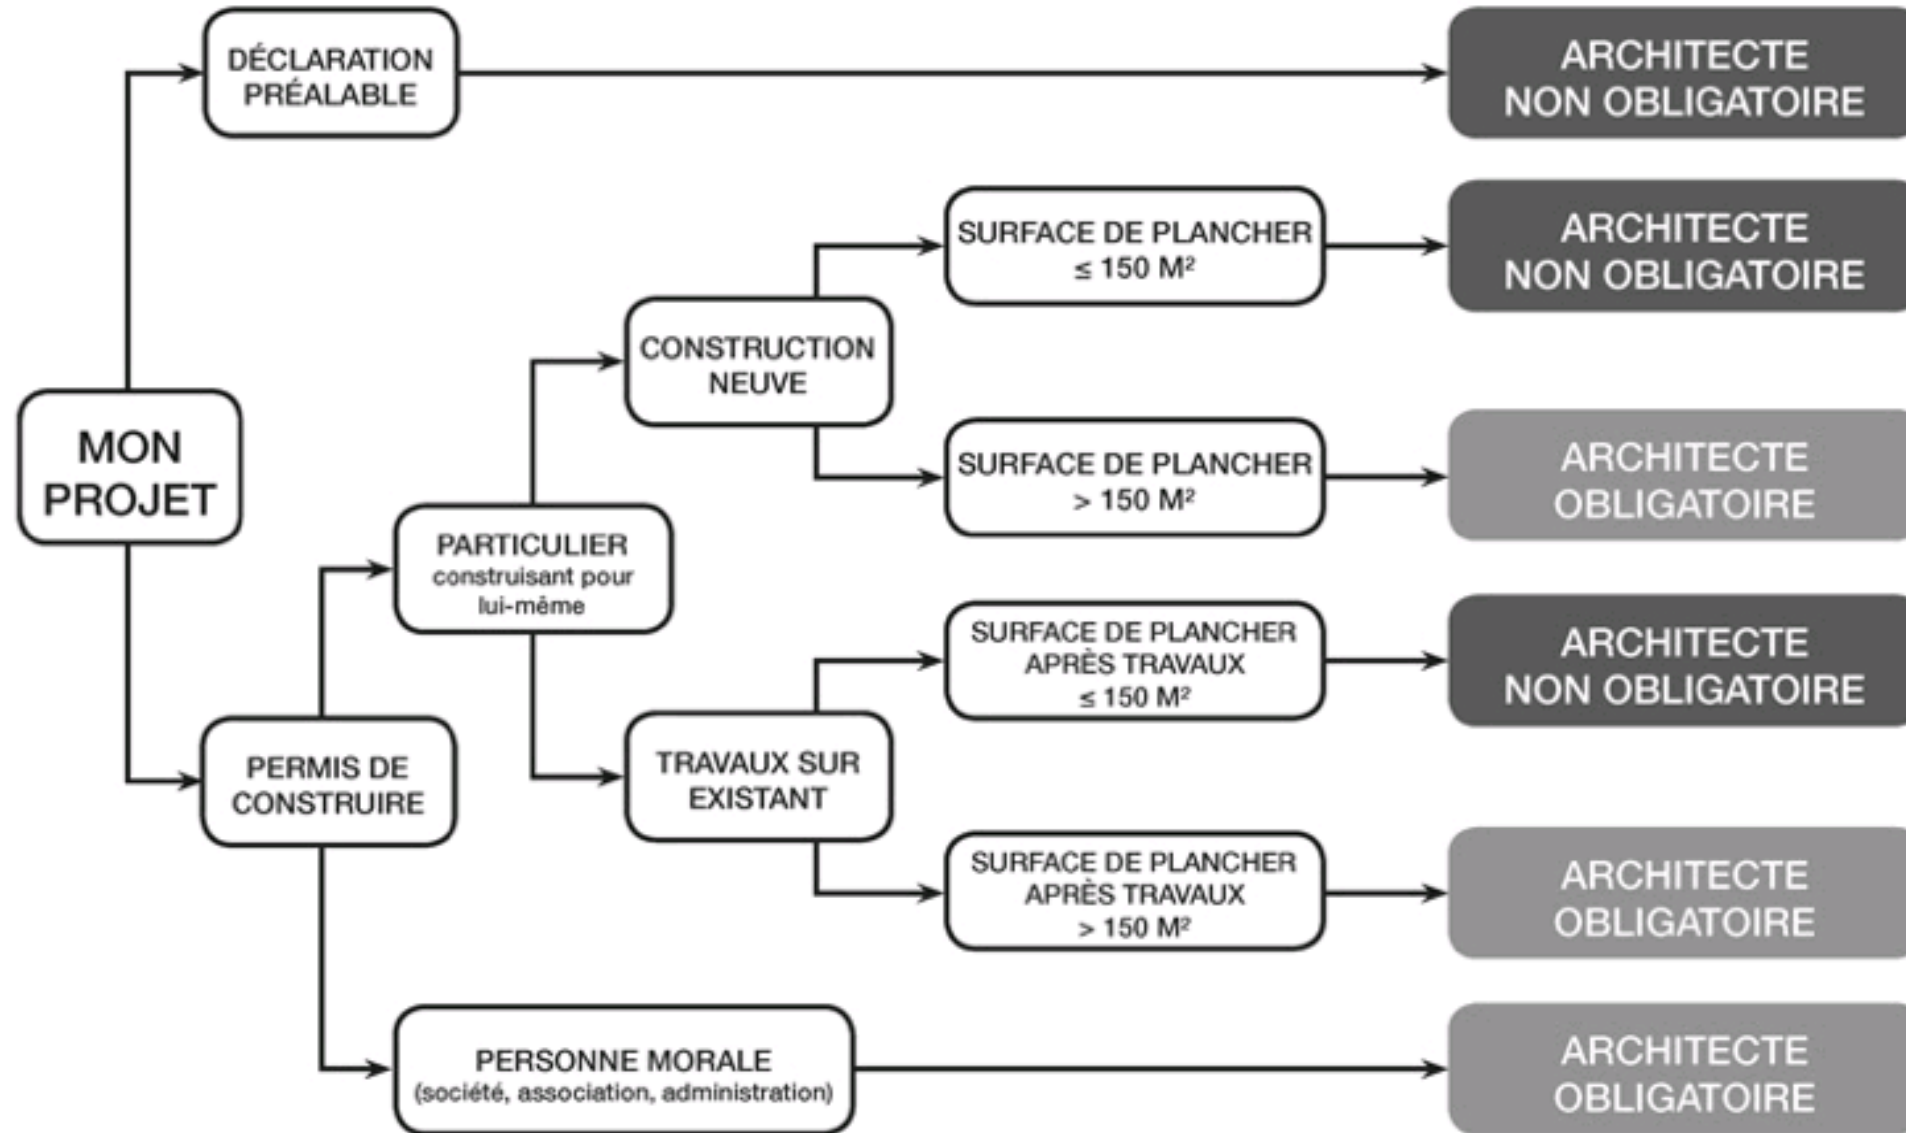 DÉCLARATION
PRÉALABLE
ARCHITECTE
NON OBLIGATOIRE
SURFACE DE PLANCHER
≤ 150 M²
ARCHITECTE
NON OBLIGATOIRE
CONSTRUCTION
NEUVE
MON
PROJET
SURFACE DE PLANCHER
> 150 M²
ARCHITECTE
OBLIGATOIRE
PARTICULIER
construisant pour
lui-même
SURFACE DE PLANCHER
APRÈS TRAVAUX
≤ 150 M²
ARCHITECTE
NON OBLIGATOIRE
PERMIS DE
CONSTRUIRE
TRAVAUX SUR
EXISTANT
SURFACE DE PLANCHER
APRÈS TRAVAUX
> 150 M²
ARCHITECTE
OBLIGATOIRE
PERSONNE MORALE
(société, association, administration)
ARCHITECTE
OBLIGATOIRE